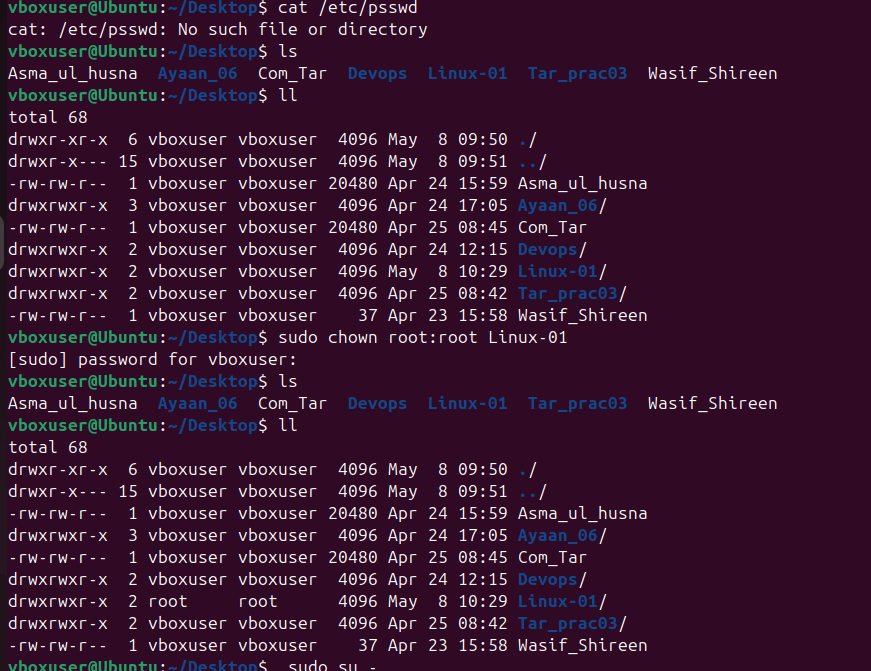 vboxuser@Ubuntu:~/Desktop$ cat /etc/psswd
cat: /etc/psswd: No such file or directory
vboxuser@Ubuntu:~/Desktop$ ls
Asma_ul_husna  Ayaan_06  Com_Tar  Devops  Linux-01  Tar_prac03  Wasif_Shireen
vboxuser@Ubuntu:~/Desktop$ ll
total 68
drwxr-xr-x  6 vboxuser vboxuser  4096 May  8 09:50 ./
drwxr-x--- 15 vboxuser vboxuser  4096 May  8 09:51 ../
-rw-rw-r--  1 vboxuser vboxuser 20480 Apr 24 15:59 Asma_ul_husna
drwxrwxr-x  3 vboxuser vboxuser  4096 Apr 24 17:05 Ayaan_06/
-rw-rw-r--  1 vboxuser vboxuser 20480 Apr 25 08:45 Com_Tar
drwxrwxr-x  2 vboxuser vboxuser  4096 Apr 24 12:15 Devops/
drwxrwxr-x  2 vboxuser vboxuser  4096 May  8 10:29 Linux-01/
drwxrwxr-x  2 vboxuser vboxuser  4096 Apr 25 08:42 Tar_prac03/
-rw-rw-r--  1 vboxuser vboxuser    37 Apr 23 15:58 Wasif_Shireen
vboxuser@Ubuntu:~/Desktop$ sudo chown root:root Linux-01
[sudo] password for vboxuser:
vboxuser@Ubuntu:~/Desktop$ ls
Asma_ul_husna  Ayaan_06  Com_Tar  Devops  Linux-01  Tar_prac03  Wasif_Shireen
vboxuser@Ubuntu:~/Desktop$ ll
total 68
drwxr-xr-x  6 vboxuser vboxuser  4096 May  8 09:50 ./
drwxr-x--- 15 vboxuser vboxuser  4096 May  8 09:51 ../
-rw-rw-r--  1 vboxuser vboxuser 20480 Apr 24 15:59 Asma_ul_husna
drwxrwxr-x  3 vboxuser vboxuser  4096 Apr 24 17:05 Ayaan_06/
-rw-rw-r--  1 vboxuser vboxuser 20480 Apr 25 08:45 Com_Tar
drwxrwxr-x  2 vboxuser vboxuser  4096 Apr 24 12:15 Devops/
drwxrwxr-x  2 root     root      4096 May  8 10:29 Linux-01/
drwxrwxr-x  2 vboxuser vboxuser  4096 Apr 25 08:42 Tar_prac03/
-rw-rw-r--  1 vboxuser vboxuser    37 Apr 23 15:58 Wasif_Shireen
vboxuser@Ubuntu:~/Desktop$  sudo su -